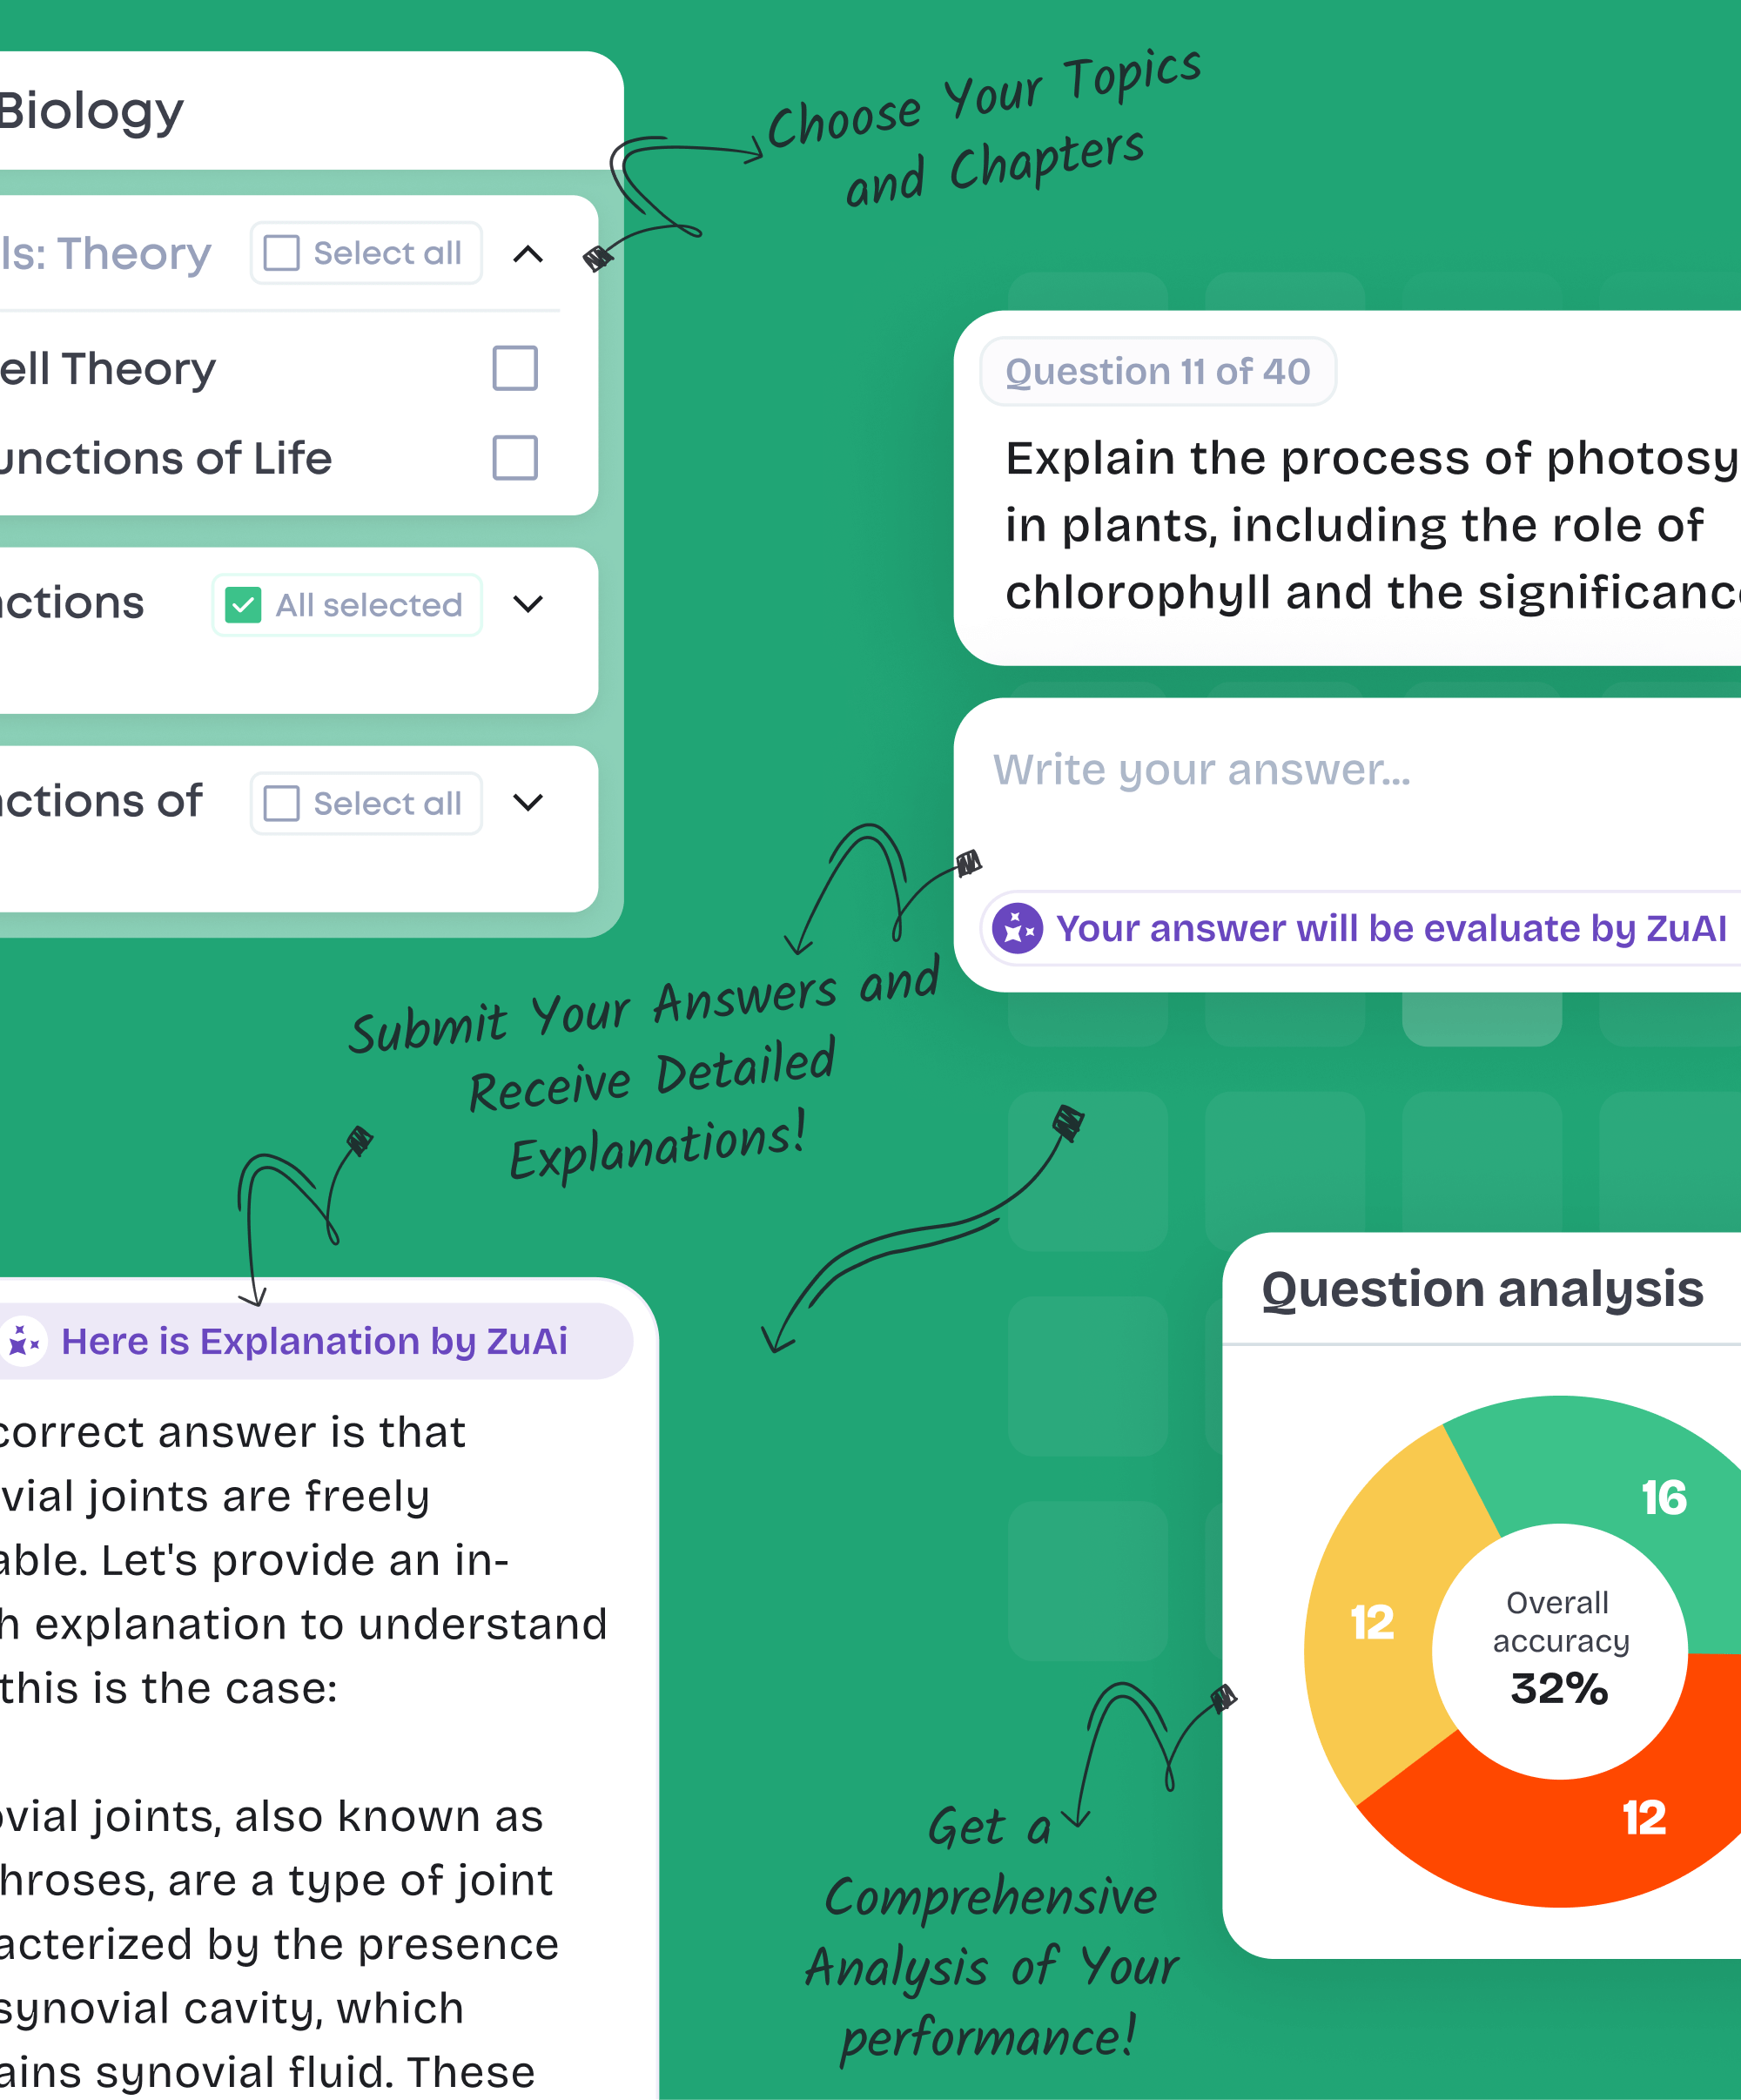 Biology
Choose Your Topics
and Chapters
ls: Theory
Select all
ell Theory
unctions of Life
nctions
All selected
nctions of
Select all
Question 11 of 40
Explain the process of photosy
in plants, including the role of
chlorophyll and the significanc
Write your answer...
Your answer will be evaluate by ZuAI
Submit Your Answers and
Receive Detailed
Explanations!
Here is Explanation by ZuAi
correct answer is that
vial joints are freely
able. Let's provide an in-
h explanation to understand
this is the case:
ovial joints, also known as
hroses, are a type of joint
acterized by the presence
synovial cavity, which
ains synovial fluid. These
Question analysis
16
12
Overall
accuracy
32%
12
Get a
Comprehensive
Analysis of Your
performance!